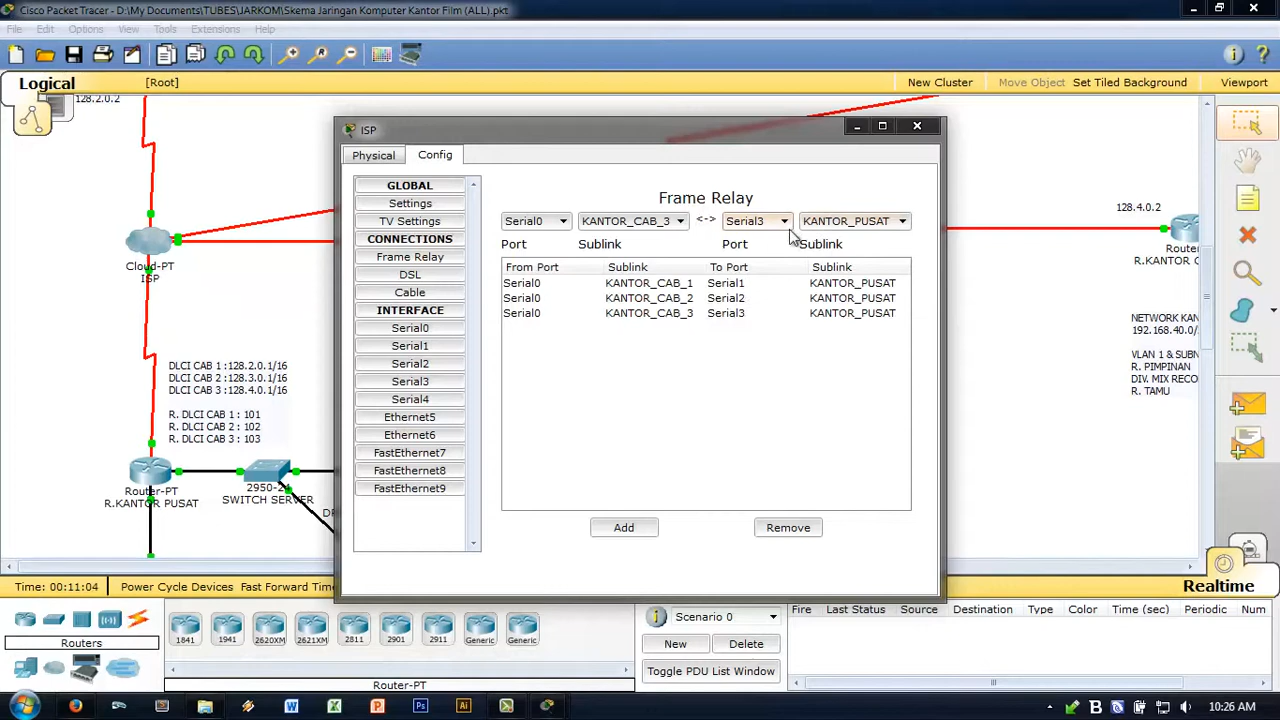 Cisco Packet Tracer - D:\My Documents\TUBES\JARKOM\Skema Jaringan Komputer Kantor Film (ALL).pkt
File Edit Options View Tools Extensions Help
Logical [Root] New Cluster Move Object Set Tiled Background Viewport
128.2.0.2
ISP
Physical Config
GLOBAL
Settings
TV Settings
CONNECTIONS
Frame Relay
DSL
Cable
INTERFACE
Serial0
Serial1
Serial2
Serial3
Serial4
Ethernet5
Ethernet6
FastEthernet7
FastEthernet8
FastEthernet9
Frame Relay
Serial0 KANTOR_CAB_3 <-> Serial3 KANTOR_PUSAT
Port Sublink Port Sublink
From Port Sublink To Port Sublink
Serial0 KANTOR_CAB_1 Serial1 KANTOR_PUSAT
Serial0 KANTOR_CAB_2 Serial2 KANTOR_PUSAT
Serial0 KANTOR_CAB_3 Serial3 KANTOR_PUSAT
Add Remove
Cloud-PT
ISP
DLCI CAB 1 :128.2.0.1/16
DLCI CAB 2 :128.3.0.1/16
DLCI CAB 3 :128.4.0.1/16
R. DLCI CAB 1 : 101
R. DLCI CAB 2 : 102
R. DLCI CAB 3 : 103
Router-PT
R.KANTOR PUSAT
2950-24
SWITCH SERVER
128.4.0.2
Router-
R.KANTOR C
NETWORK KAN
192.168.40.0/
VLAN 1 & SUBN
R. PIMPINAN
DIV. MIX RECO
R. TAMU
Time: 00:11:04 Power Cycle Devices Fast Forward Time
Realtime
Routers
1841 1941 2620XM 2621XM 2811 2901 2911 Generic Generic
Router-PT
Scenario 0
New Delete
Toggle PDU List Window
Fire Last Status Source Destination Type Color Time (sec) Periodic Num
10:26 AM